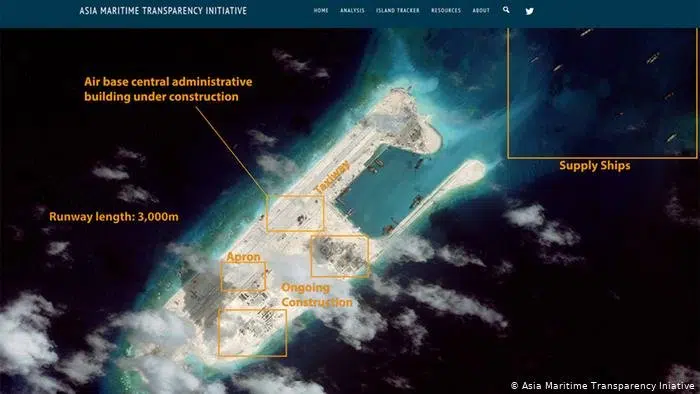 ASIA MARITIME TRANSPARENCY INITIATIVE
HOME ANALYSIS ISLAND TRACKER RESOURCES ABOUT
Air base central administrative
building under construction
Taxiway
Supply Ships
Runway length: 3,000m
Apron
Ongoing
Construction
© Asia Maritime Transparency Iniative